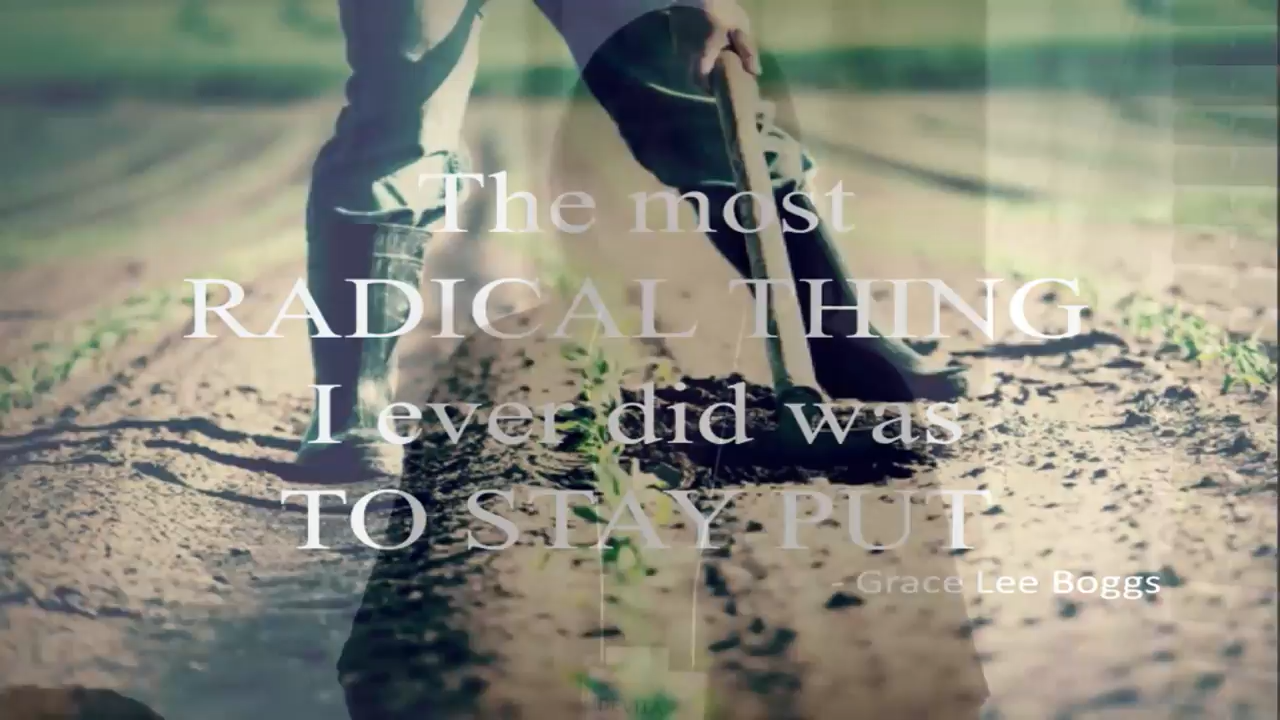 The most
RADICAL THING
I ever did was
TO STAY PUT
- Grace Lee Boggs